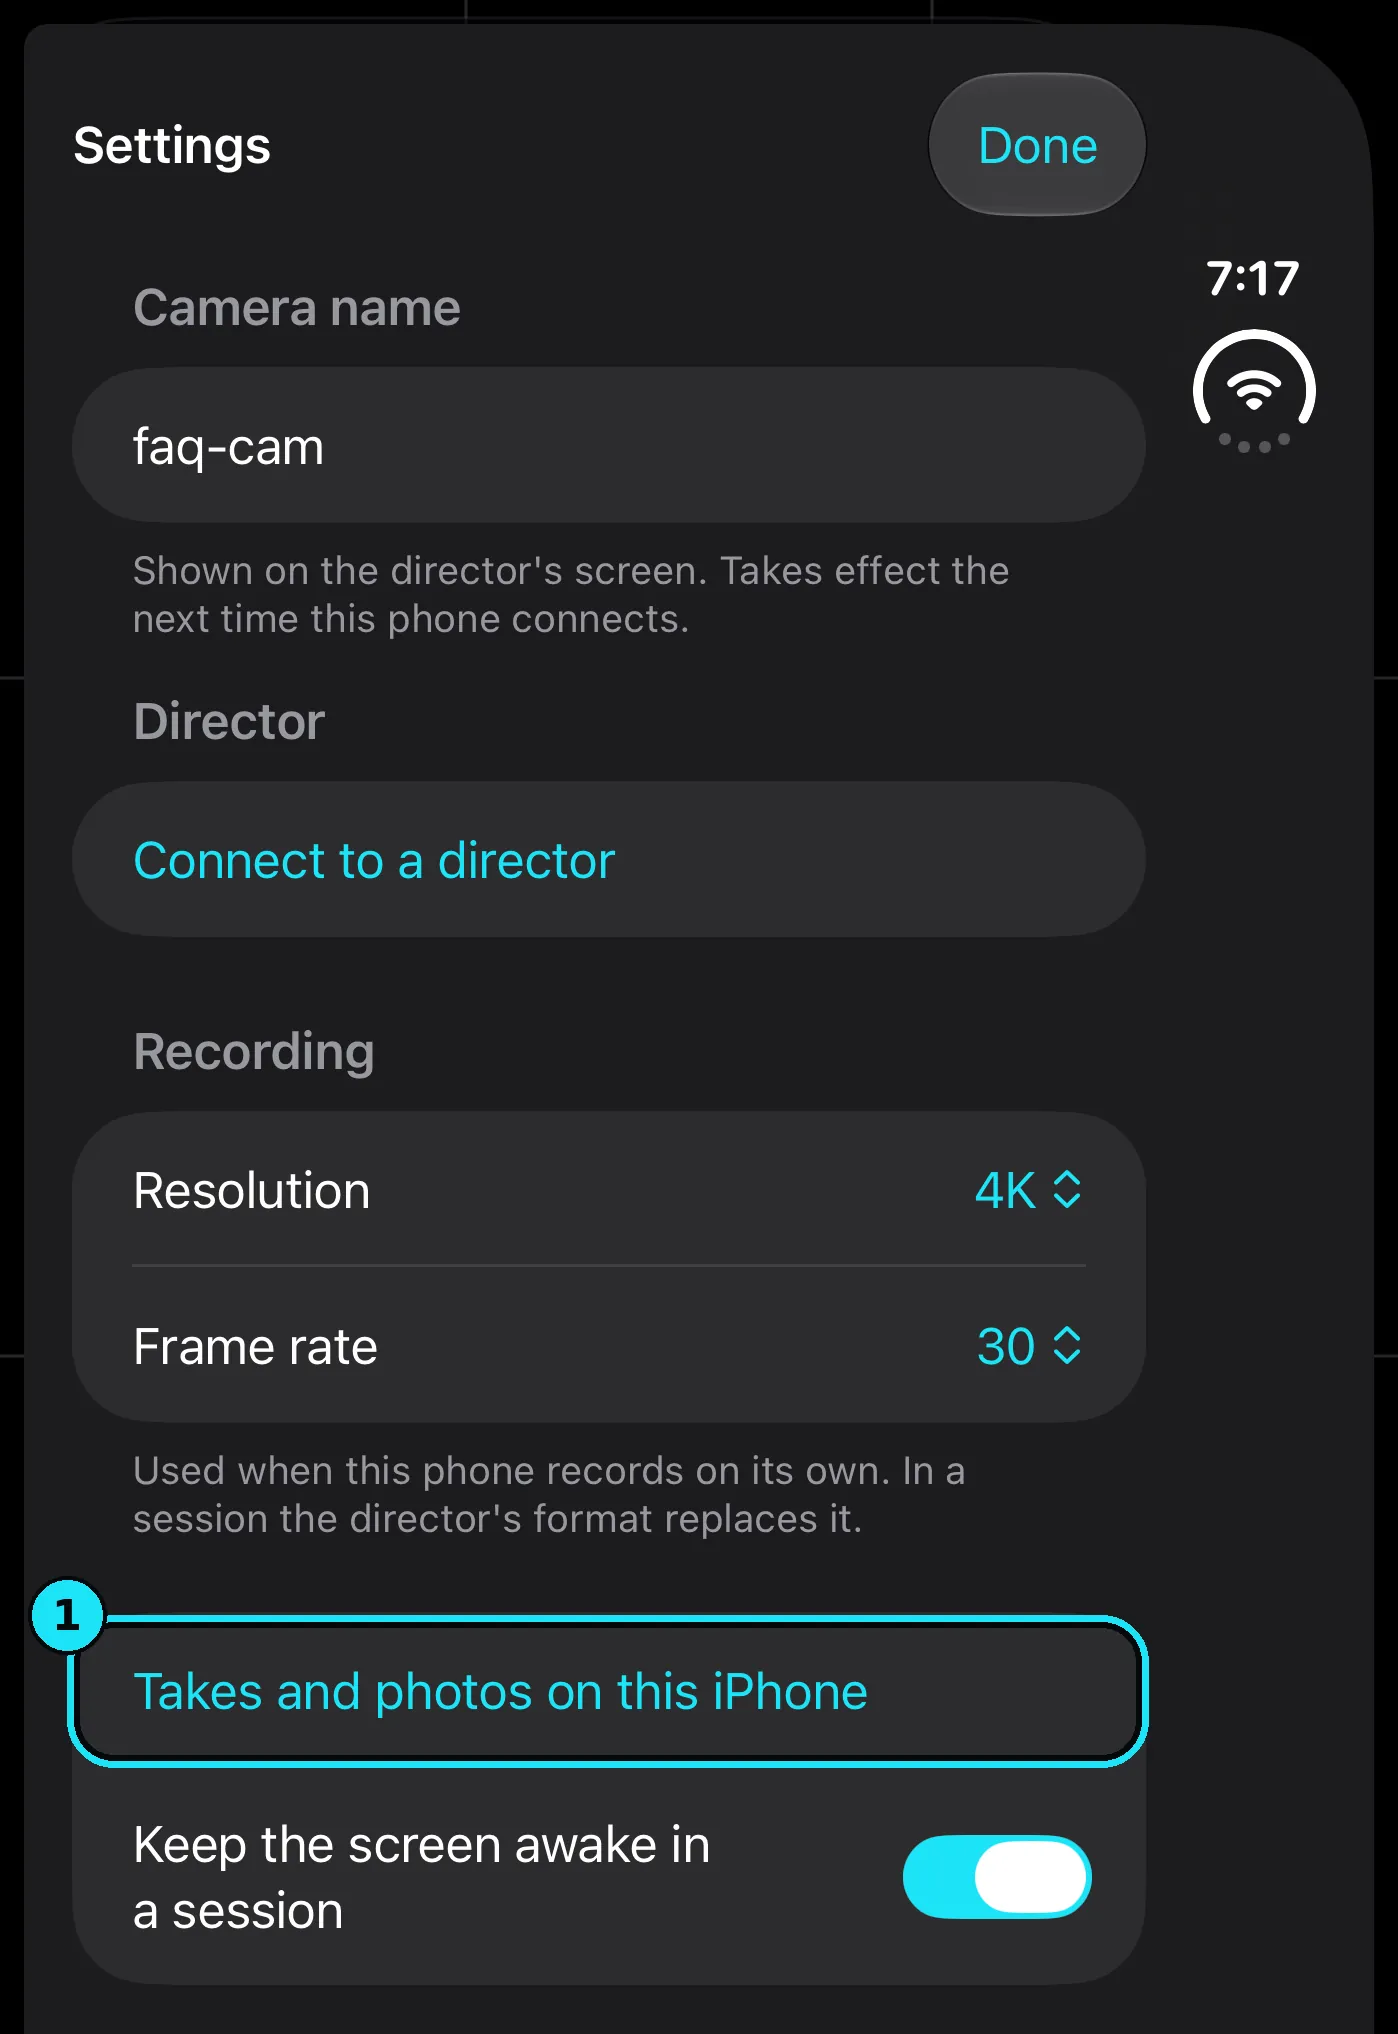 Settings
Done
7:17
Camera name
faq-cam
Shown on the director's screen. Takes effect the
next time this phone connects.
Director
Connect to a director
Recording
Resolution
4K
Frame rate
30
Used when this phone records on its own. In a
session the director's format replaces it.
1
Takes and photos on this iPhone
Keep the screen awake in
a session